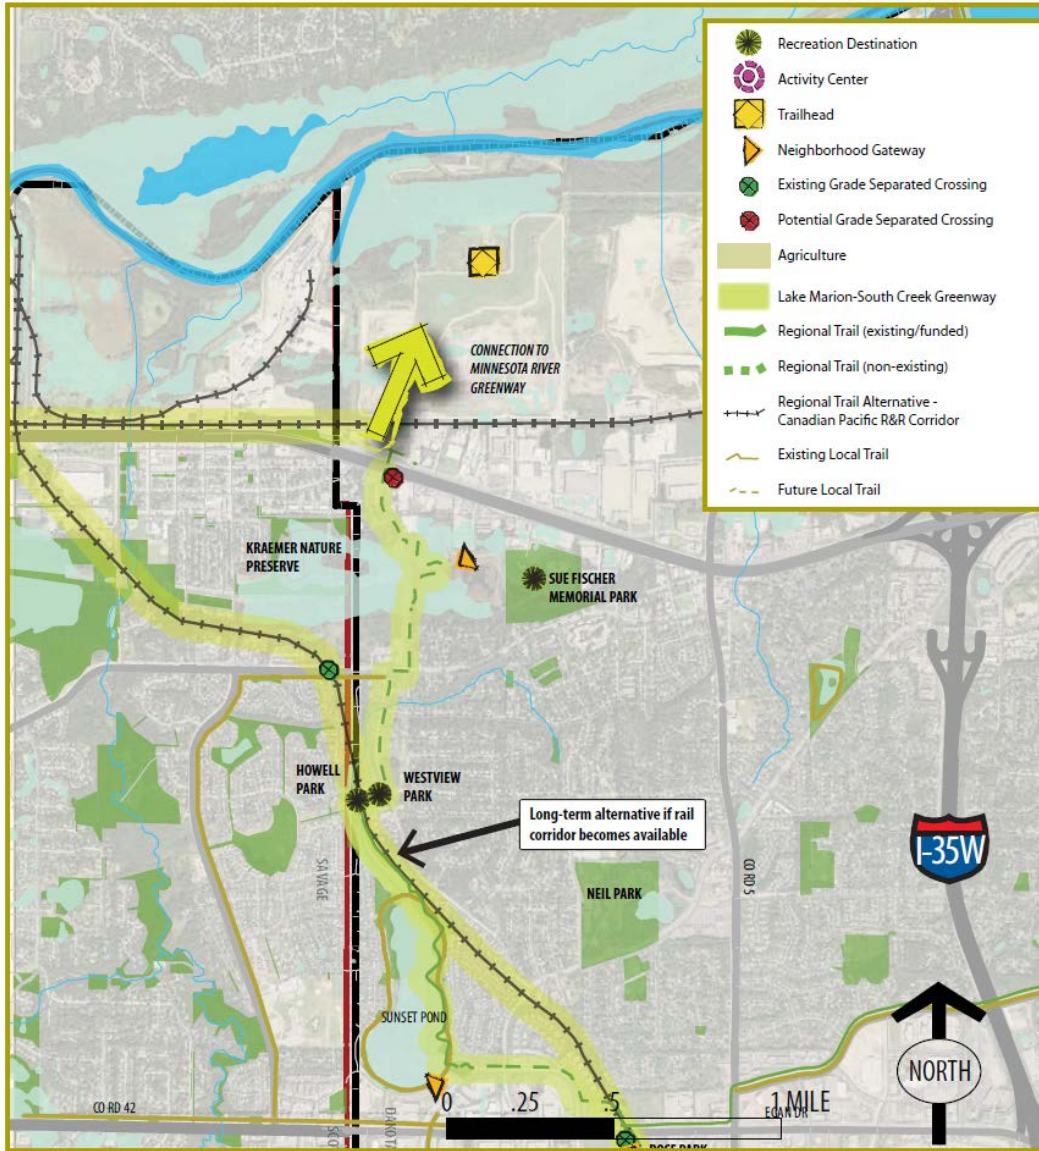 Recreation Destination
Activity Center
Trailhead
Neighborhood Gateway
Existing Grade Separated Crossing
Potential Grade Separated Crossing
Agriculture
Lake Marion-South Creek Greenway
Regional Trail (existing/funded)
Regional Trail (non-existing)
Regional Trail Alternative -
Canadian Pacific R&R Corridor
Existing Local Trail
Future Local Trail
CONNECTION TO
MINNESOTA RIVER
GREENWAY
KRAEMER NATURE
PRESERVE
SUE FISCHER
MEMORIAL PARK
HOWELL
PARK
WESTVIEW
PARK
Long-term alternative if rail
corridor becomes available
I-35W
SAVAGE
CO RD 5
NEIL PARK
SUNSET POND
NORTH
CO RD 42
0 .25 .5 1 MILE